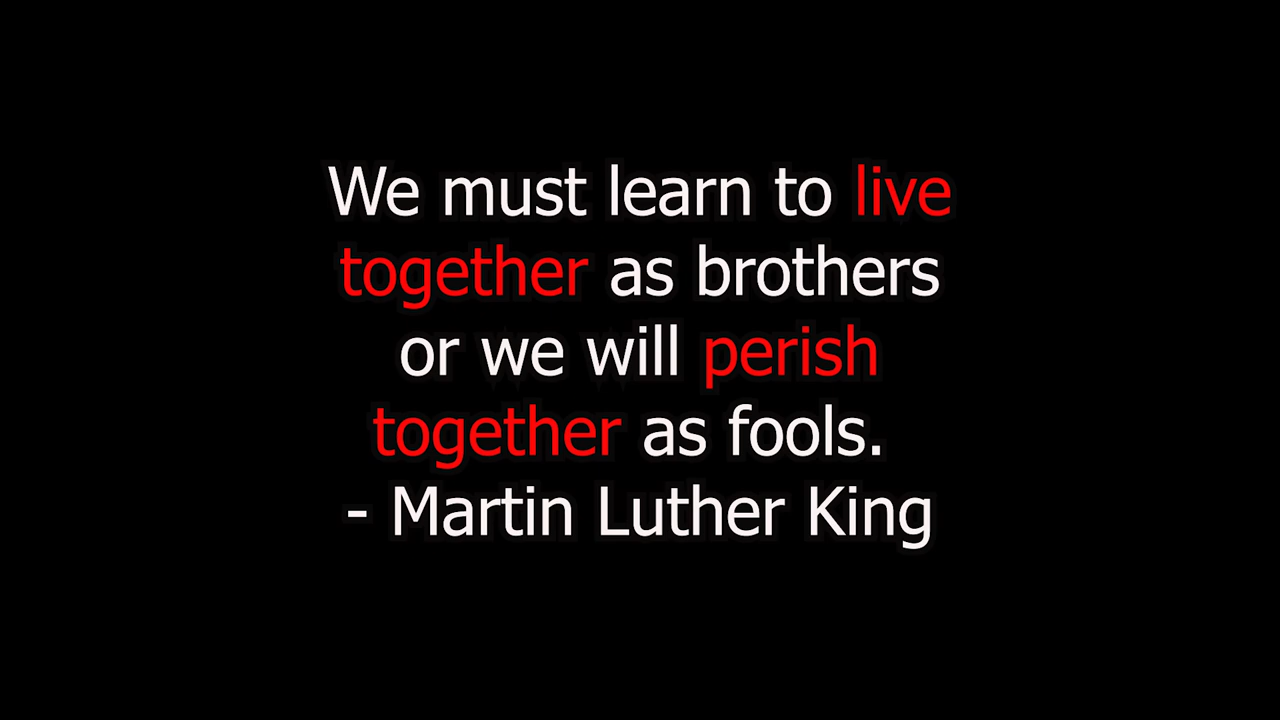 We must learn to live
together as brothers
or we will perish
together as fools.
- Martin Luther King